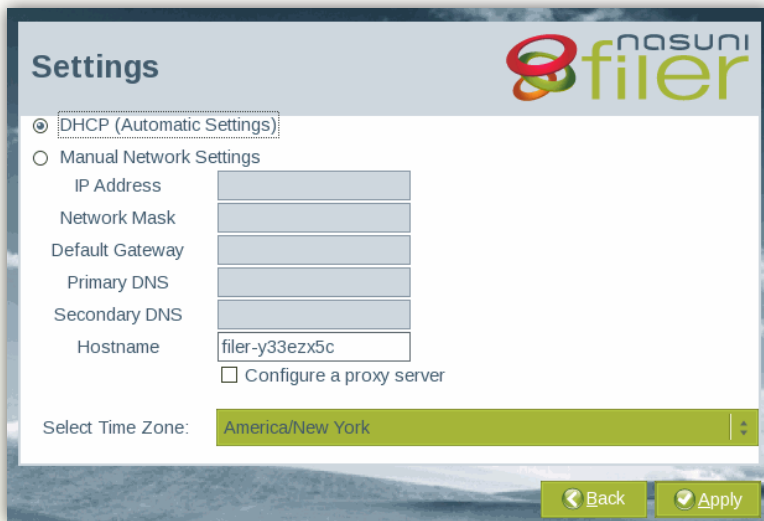 Settings
nasuni
filer
DHCP (Automatic Settings)
Manual Network Settings
IP Address
Network Mask
Default Gateway
Primary DNS
Secondary DNS
Hostname
filer-y33ezx5c
Configure a proxy server
Select Time Zone:
America/New York
Back
Apply